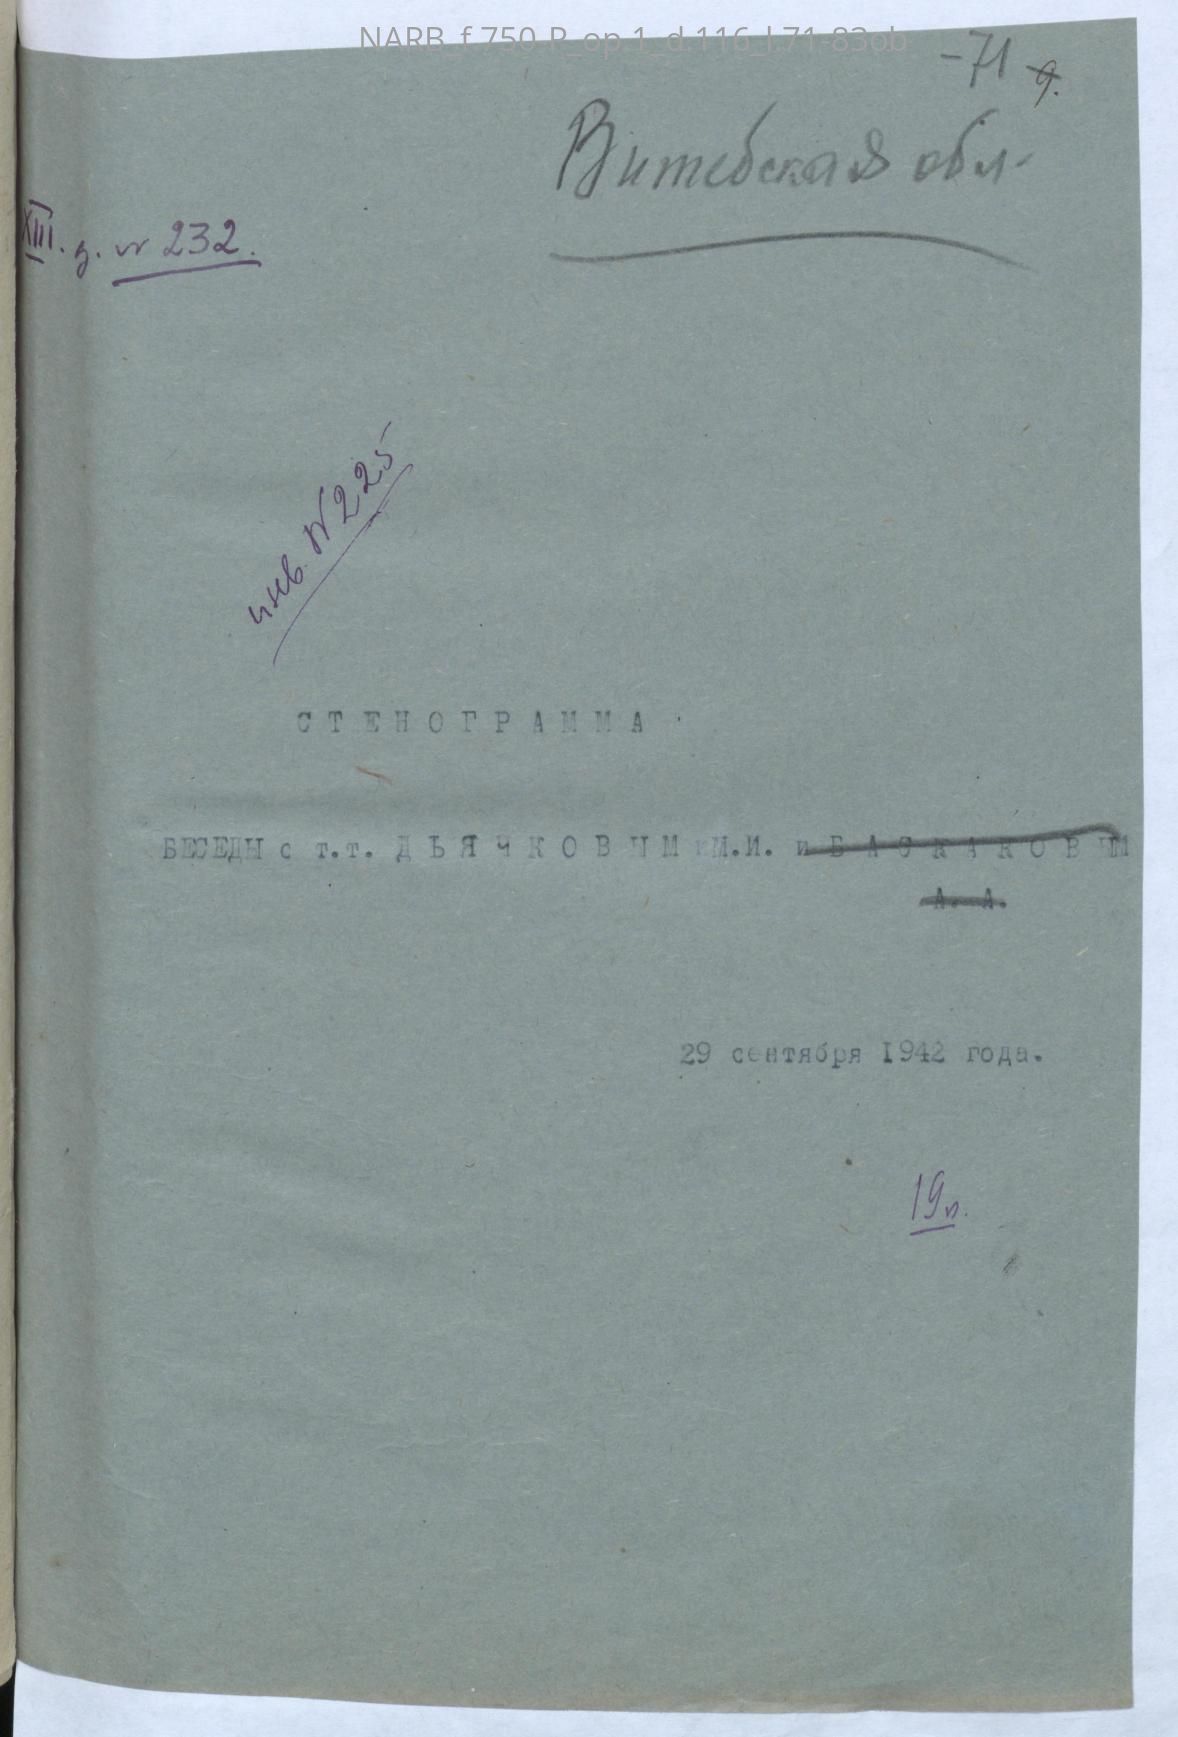 NARB_f.750-P_op.1_d.116_l.71-83ob
-71-
Витебская обл.
XIII. д. № 232.
инв. № 225
СТЕНОГРАММА
БЕСЕДЫ с т.т. ДЬЯЧКОВЫМ М.И. и БАСКАКОВЫМ
А. А.
29 сентября 1942 года.
19л.